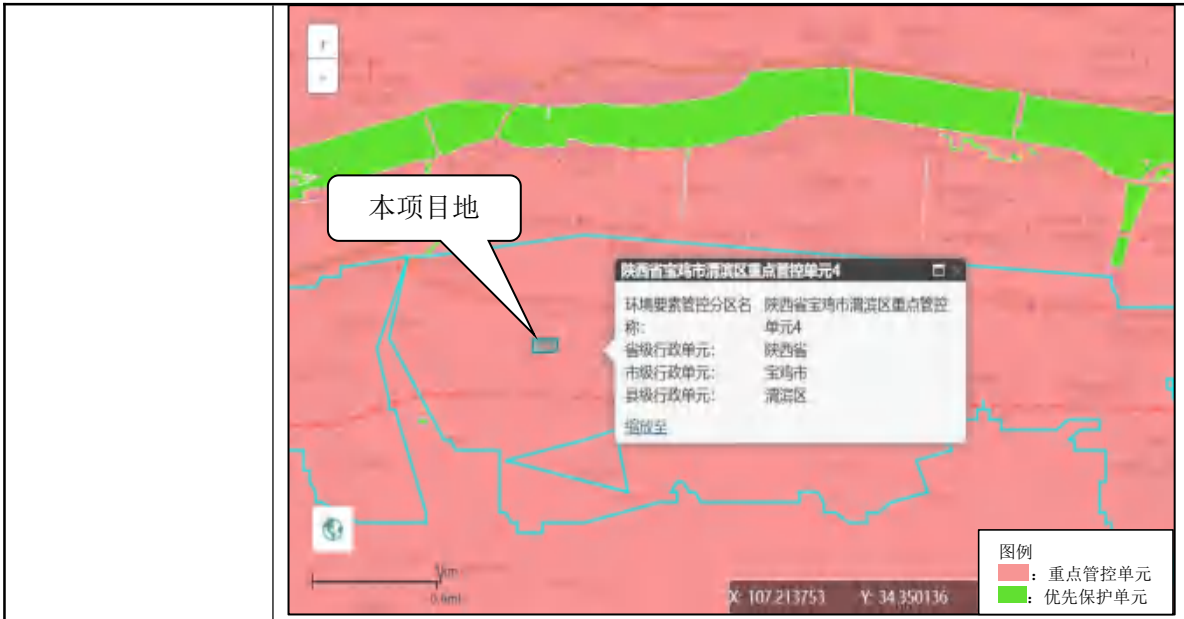 +
-
本项目地
陕西省宝鸡市渭滨区重点管控单元4
环境要素管控分区名 陕西省宝鸡市渭滨区重点管控
称: 单元4
省级行政单元: 陕西省
市级行政单元: 宝鸡市
县级行政单元: 渭滨区
缩放至
1km
0.6mi
X: 107.213753 Y: 34.350136
图例
：重点管控单元
：优先保护单元